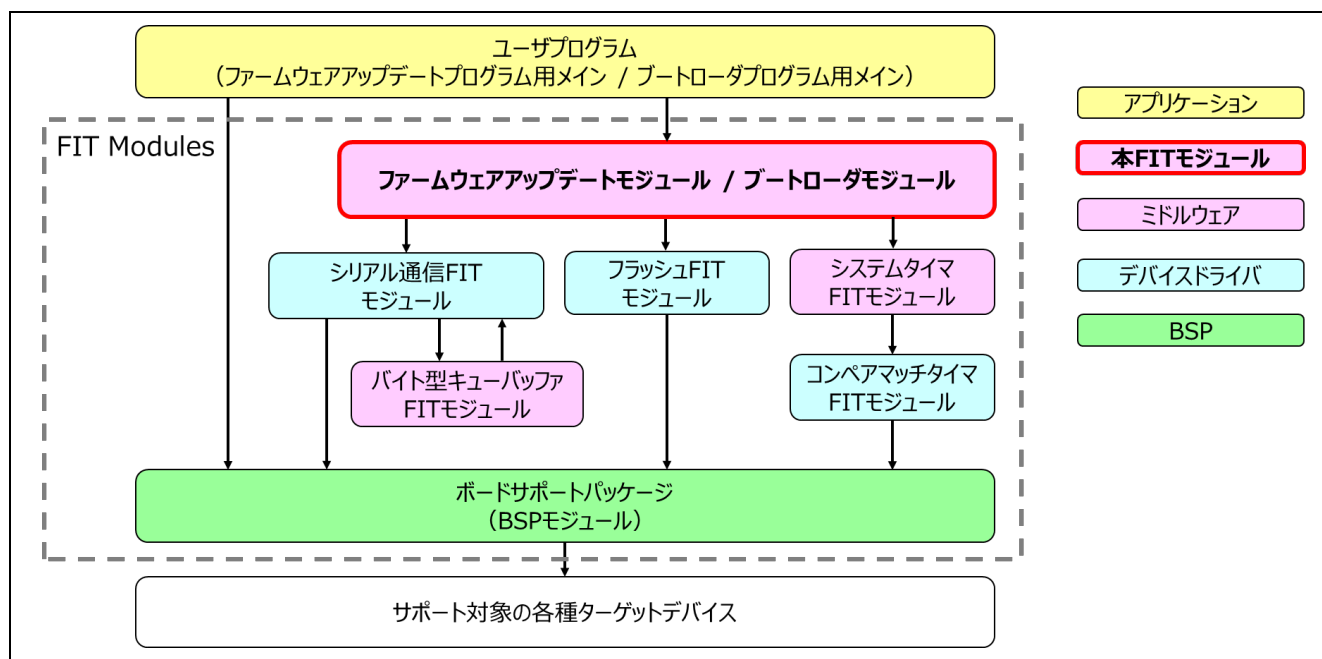 ユーザプログラム
（ファームウェアアップデートプログラム用メイン / ブートローダプログラム用メイン）
FIT Modules
ファームウェアアップデートモジュール / ブートローダモジュール
シリアル通信FIT
モジュール
フラッシュFIT
モジュール
システムタイマ
FITモジュール
バイト型キューバッファ
FITモジュール
コンペアマッチタイマ
FITモジュール
ボードサポートパッケージ
（BSPモジュール）
サポート対象の各種ターゲットデバイス
アプリケーション
本FITモジュール
ミドルウェア
デバイスドライバ
BSP